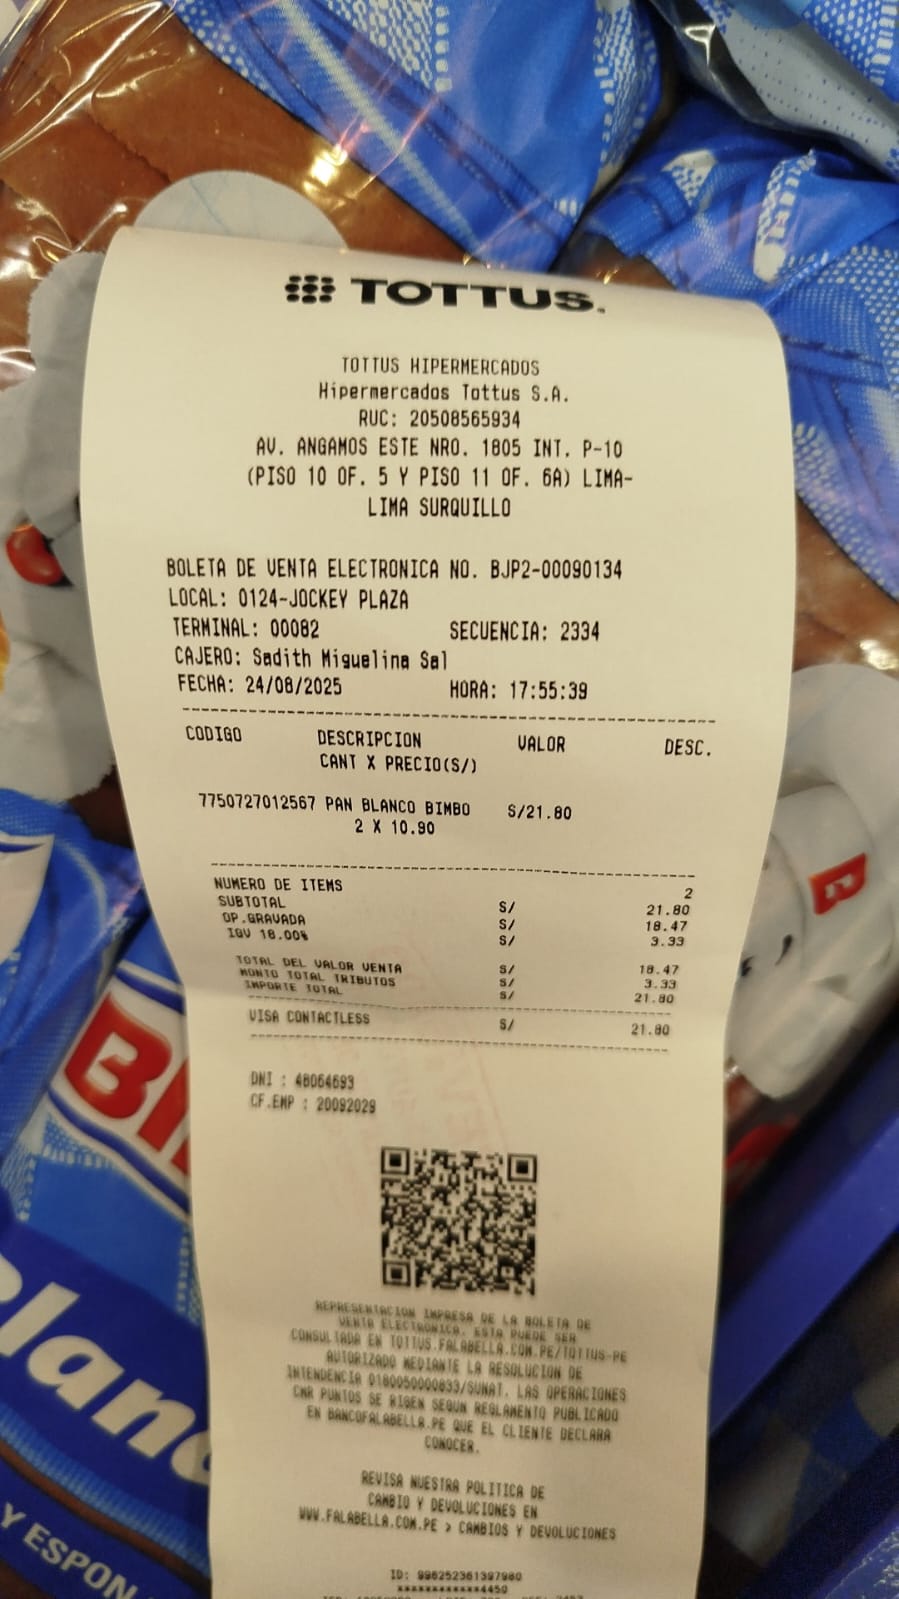 TOTTUS.
TOTTUS HIPERMERCADOS
Hipermercados Tottus S.A.
RUC: 20508565934
AV. ANGAMOS ESTE NRO. 1805 INT. P-10
(PISO 10 OF. 5 Y PISO 11 OF. 6A) LIMA-
LIMA SURQUILLO
BOLETA DE VENTA ELECTRONICA NO. BJP2-00090134
LOCAL: 0124-JOCKEY PLAZA
TERMINAL: 00082 SECUENCIA: 2334
CAJERO: Sadith Miguelina Sal
FECHA: 24/08/2025 HORA: 17:55:39
CODIGO DESCRIPCION VALOR DESC.
CANT X PRECIO(S/)
7750727012567 PAN BLANCO BIMBO S/21.80
2 X 10.90
NUMERO DE ITEMS 2
SUBTOTAL S/ 21.80
OP.GRAVADA S/ 18.47
IGV 18.00% S/ 3.33
TOTAL DEL VALOR VENTA S/ 18.47
MONTO TOTAL TRIBUTOS S/ 3.33
IMPORTE TOTAL S/ 21.80
VISA CONTACTLESS S/ 21.80
DNI : 48064693
CF.EMP : 20092029
REPRESENTACION IMPRESA DE LA BOLETA DE
VENTA ELECTRONICA. ESTA PUEDE SER
CONSULTADA EN TOTTUS.FALABELLA.COM.PE/TOTTUS-PE
AUTORIZADO MEDIANTE LA RESOLUCION DE
INTENDENCIA 0180050000833/SUNAT. LAS OPERACIONES
CMR PUNTOS SE RIGEN SEGUN REGLAMENTO PUBLICADO
EN BANCOFALABELLA.PE QUE EL CLIENTE DECLARA
CONOCER.
REVISA NUESTRA POLITICA DE
CAMBIO Y DEVOLUCIONES EN
WWW.FALABELLA.COM.PE > CAMBIOS Y DEVOLUCIONES
ID: 996252361397980
************4450
BI
Blanc
Y ESPON
B